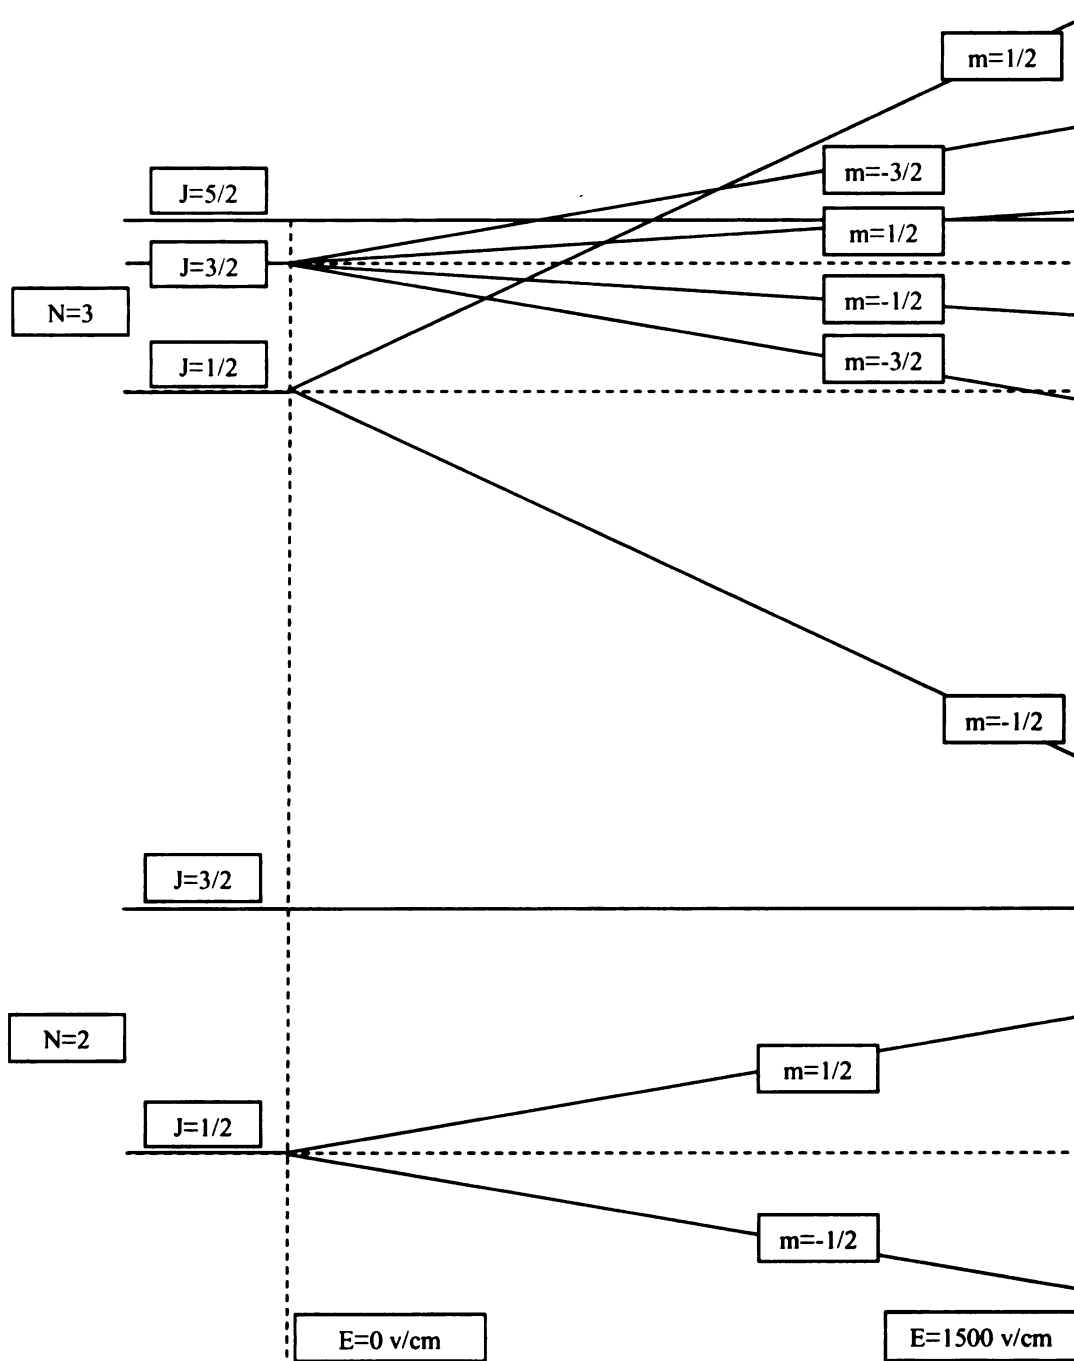 m=1/2
m=-3/2
J=5/2
m=1/2
J=3/2
m=-1/2
N=3
m=-3/2
J=1/2
m=-1/2
J=3/2
N=2
m=1/2
J=1/2
m=-1/2
E=0 v/cm
E=1500 v/cm